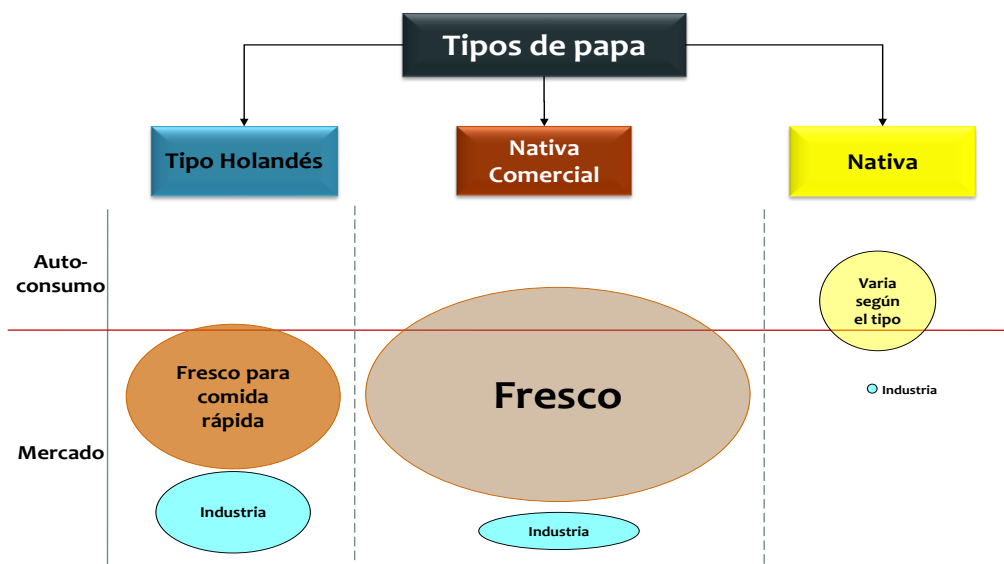 Tipos de papa
Tipo Holandés
Nativa
Comercial
Nativa
Auto-
consumo
Varia
según
el tipo
Fresco para
comida
rápida
Fresco
Industria
Mercado
Industria
Industria